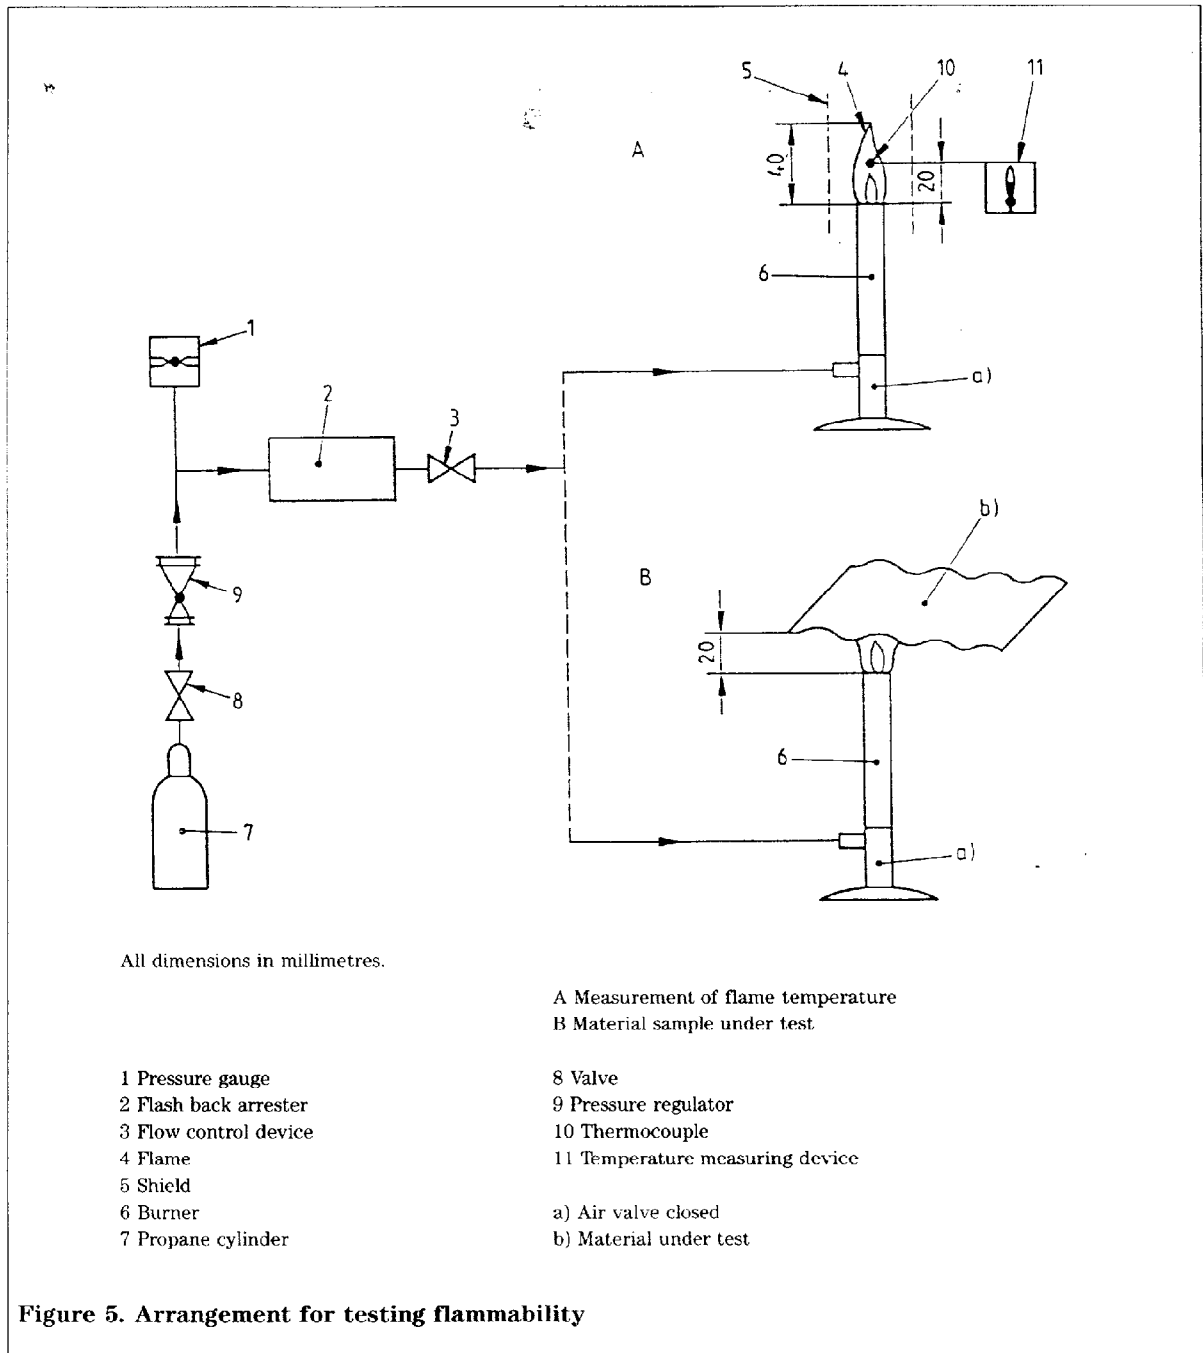 5
4
10
11
A
40
20
6
1
a)
2
3
b)
B
9
20
8
6
7
a)
All dimensions in millimetres.
A Measurement of flame temperature
B Material sample under test
1 Pressure gauge
2 Flash back arrester
3 Flow control device
4 Flame
5 Shield
6 Burner
7 Propane cylinder
8 Valve
9 Pressure regulator
10 Thermocouple
11 Temperature measuring device
a) Air valve closed
b) Material under test
Figure 5. Arrangement for testing flammability